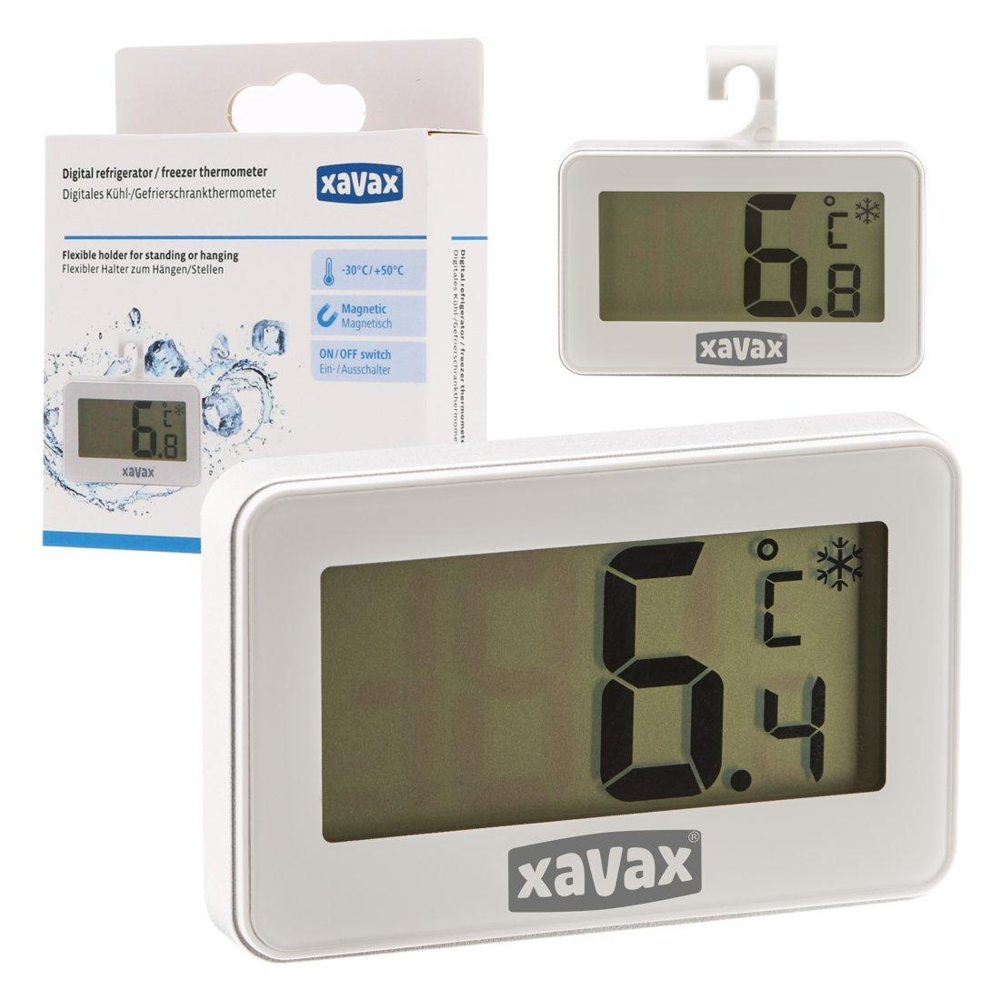 Digital refrigerator / freezer thermometer
Digitales Kühl-/Gefrierschrankthermometer
xavax®
Flexible holder for standing or hanging
Flexibler Halter zum Hängen/Stellen
-30°C/+50°C
Magnetic
Magnetisch
ON/OFF switch
Ein-/Ausschalter
6.8 °C
xavax
Digital refrigerator / freezer thermomete
Digitales Kühl-/Gefrierschrankthermome
6.8 °C
xavax
6.4 °C
xavax®